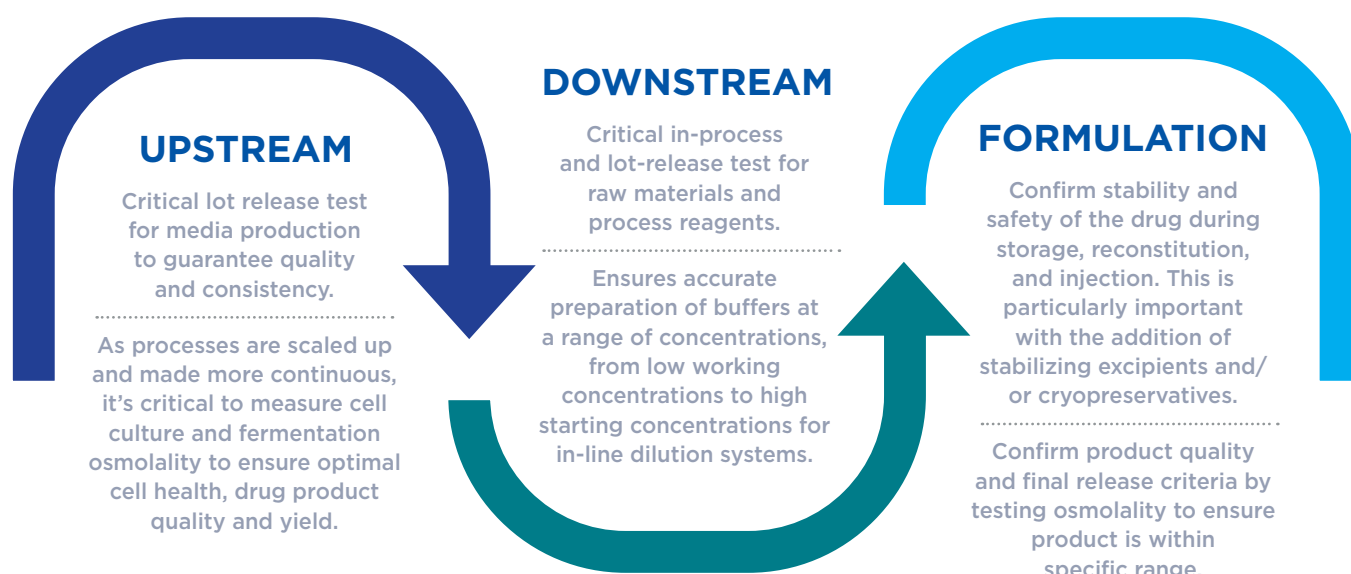 UPSTREAM
Critical lot release test
for media production
to guarantee quality
and consistency.
As processes are scaled up
and made more continuous,
it's critical to measure cell
culture and fermentation
osmolality to ensure optimal
cell health, drug product
quality and yield.
DOWNSTREAM
Critical in-process
and lot-release test for
raw materials and
process reagents.
Ensures accurate
preparation of buffers at
a range of concentrations,
from low working
concentrations to high
starting concentrations for
in-line dilution systems.
FORMULATION
Confirm stability and
safety of the drug during
storage, reconstitution,
and injection. This is
particularly important
with the addition of
stabilizing excipients and/
or cryopreservatives.
Confirm product quality
and final release criteria by
testing osmolality to ensure
product is within
specific range.